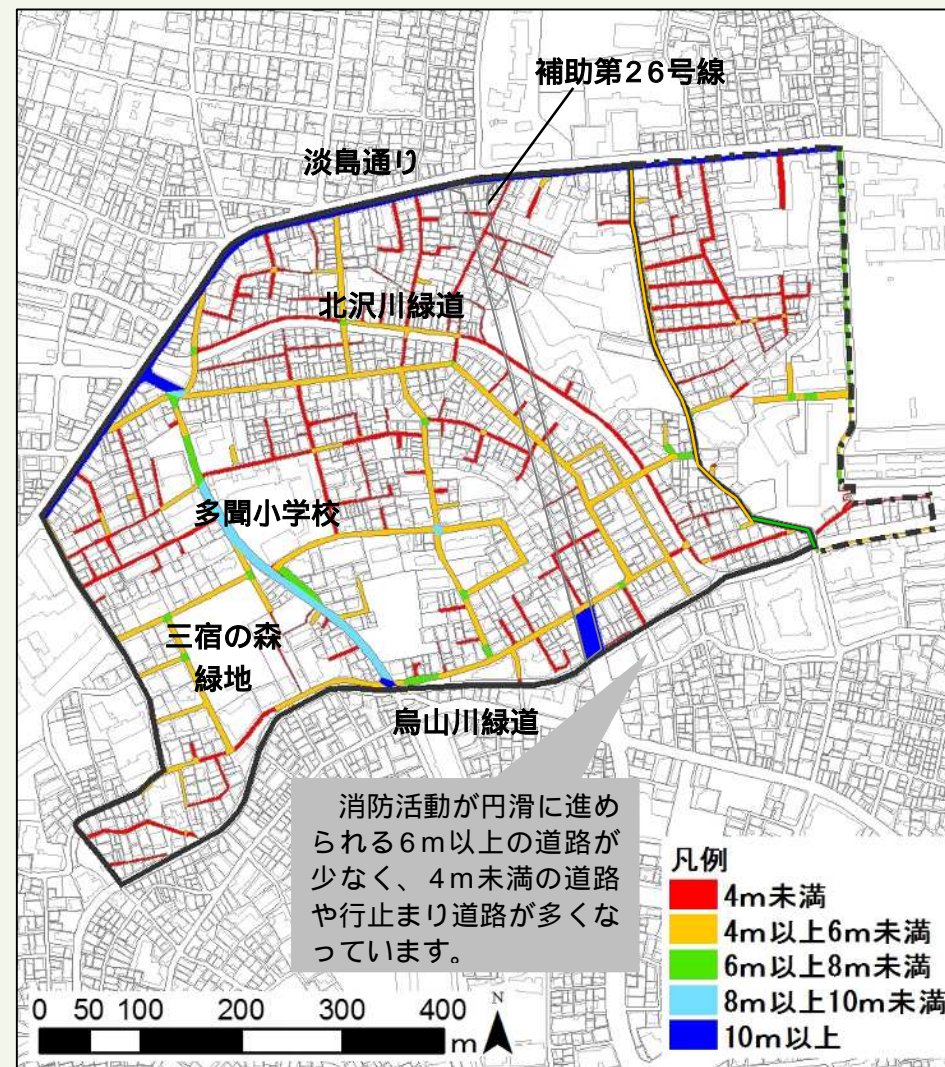 補助第26号線
淡島通り
北沢川緑道
多聞小学校
三宿の森
緑地
烏山川緑道
消防活動が円滑に進め
られる6m以上の道路が
少なく、4m未満の道路
や行止まり道路が多くな
っています。
凡例
4m未満
4m以上6m未満
6m以上8m未満
8m以上10m未満
10m以上
0 50 100 200 300 400
m
N